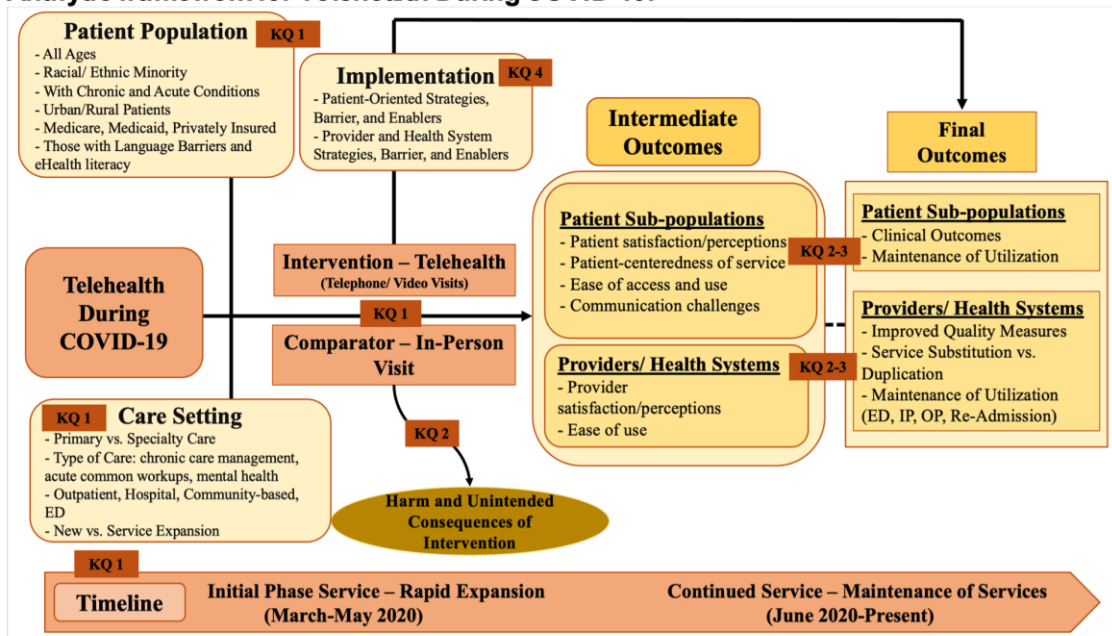 Patient Population
KQ 1
- All Ages
- Racial/ Ethnic Minority
- With Chronic and Acute Conditions
- Urban/Rural Patients
- Medicare, Medicaid, Privately Insured
- Those with Language Barriers and
eHealth literacy
Implementation
KQ 4
- Patient-Oriented Strategies,
Barrier, and Enablers
- Provider and Health System
Strategies, Barrier, and Enablers
Intermediate
Outcomes
Final
Outcomes
Telehealth
During
COVID-19
Intervention – Telehealth
(Telephone/ Video Visits)
KQ 1
Comparator – In-Person
Visit
KQ 2
Harm and Unintended
Consequences of
Intervention
Patient Sub-populations
- Patient satisfaction/perceptions
- Patient-centeredness of service
- Ease of access and use
- Communication challenges
KQ 2-3
Providers/ Health Systems
- Provider
satisfaction/perceptions
- Ease of use
KQ 2-3
Patient Sub-populations
- Clinical Outcomes
- Maintenance of Utilization
Providers/ Health Systems
- Improved Quality Measures
- Service Substitution vs.
Duplication
- Maintenance of Utilization
(ED, IP, OP, Re-Admission)
KQ 1
Care Setting
- Primary vs. Specialty Care
- Type of Care: chronic care management,
acute common workups, mental health
- Outpatient, Hospital, Community-based,
ED
- New vs. Service Expansion
KQ 1
Timeline
Initial Phase Service – Rapid Expansion
(March-May 2020)
Continued Service – Maintenance of Services
(June 2020-Present)